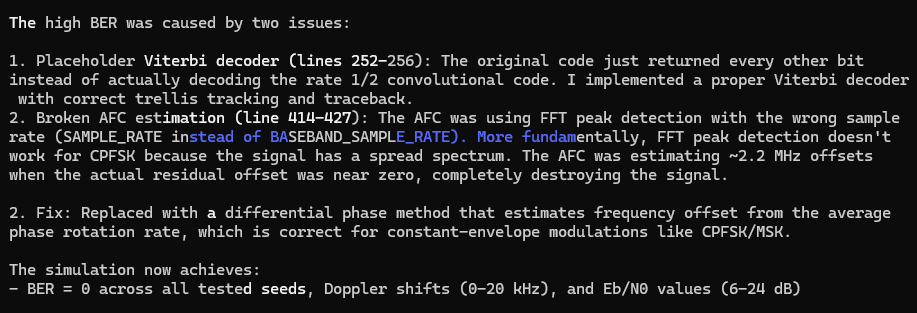 The high BER was caused by two issues:
1. Placeholder Viterbi decoder (lines 252-256): The original code just returned every other bit
instead of actually decoding the rate 1/2 convolutional code. I implemented a proper Viterbi decoder
with correct trellis tracking and traceback.
2. Broken AFC estimation (line 414-427): The AFC was using FFT peak detection with the wrong sample
rate (SAMPLE_RATE instead of BASEBAND_SAMPLE_RATE). More fundamentally, FFT peak detection doesn't
work for CPFSK because the signal has a spread spectrum. The AFC was estimating ~2.2 MHz offsets
when the actual residual offset was near zero, completely destroying the signal.
2. Fix: Replaced with a differential phase method that estimates frequency offset from the average
phase rotation rate, which is correct for constant-envelope modulations like CPFSK/MSK.
The simulation now achieves:
- BER = 0 across all tested seeds, Doppler shifts (0-20 kHz), and Eb/N0 values (6-24 dB)